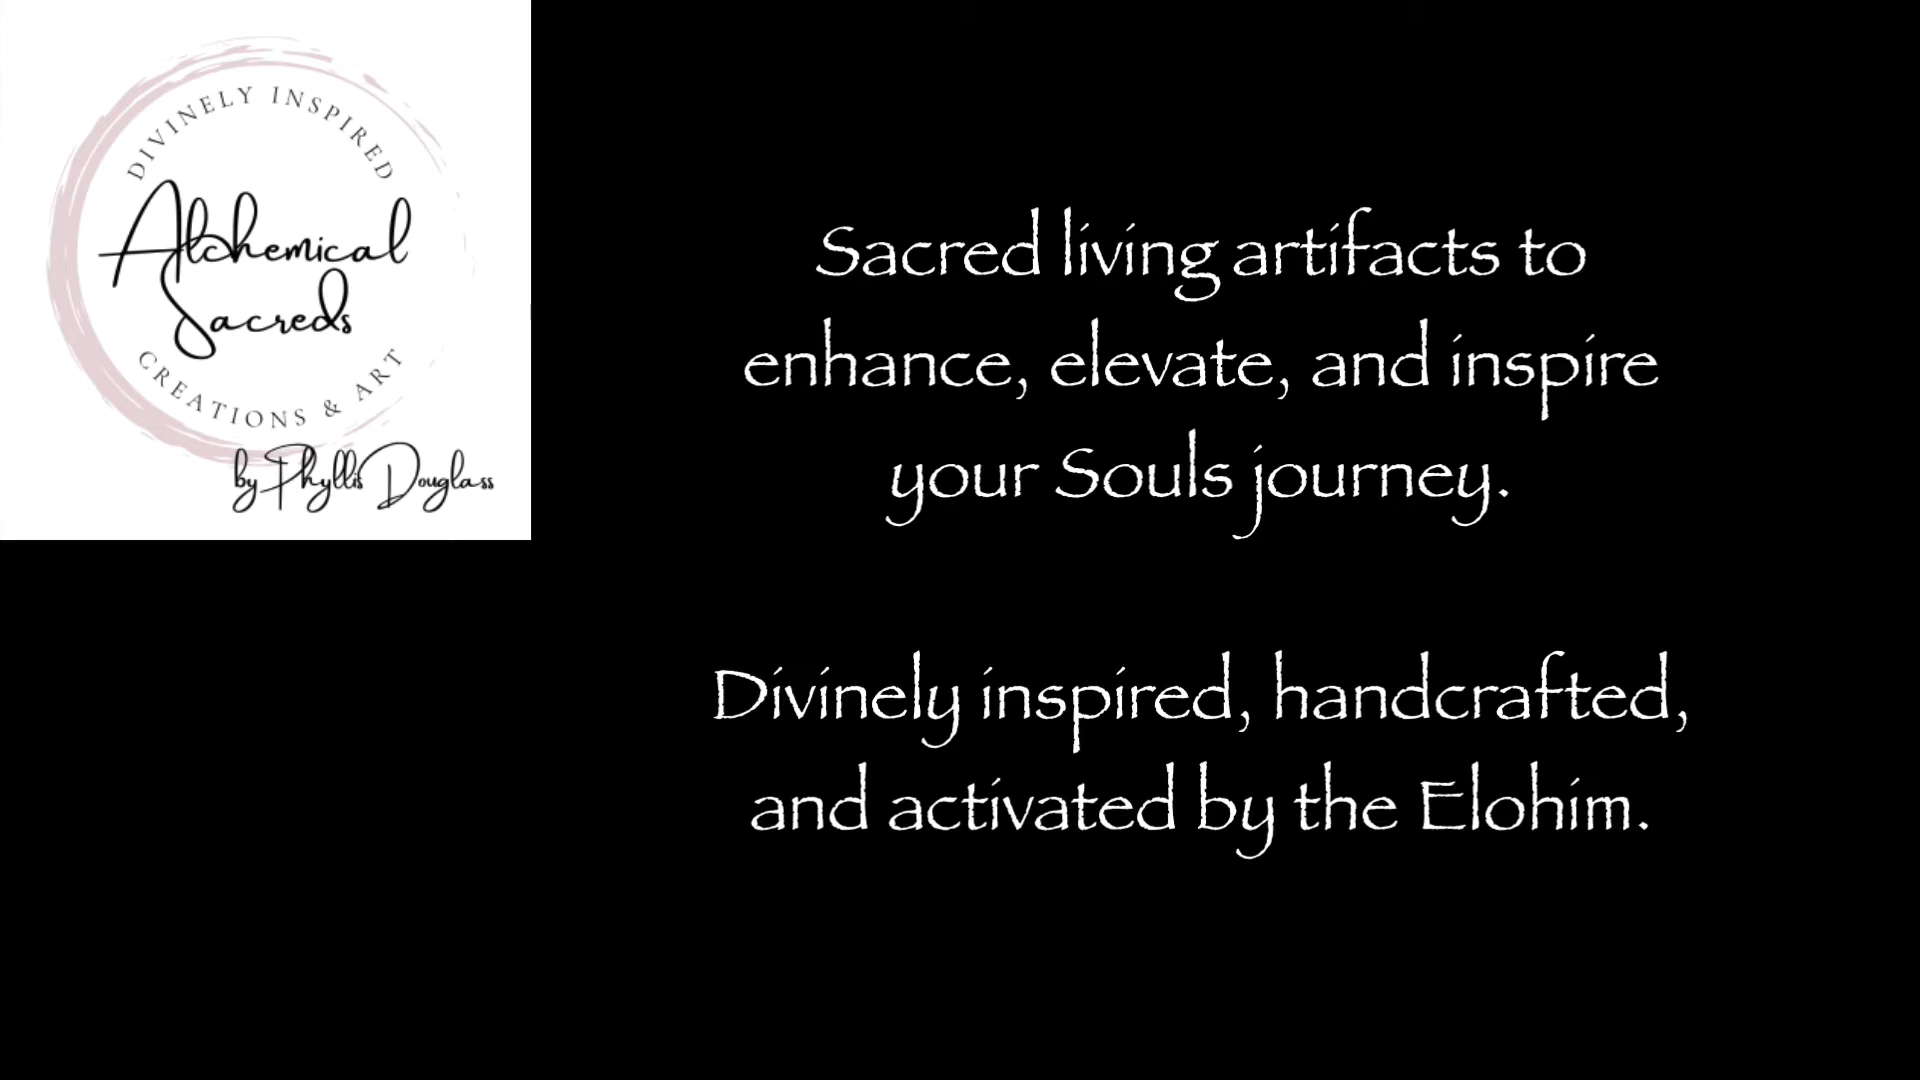 DIVINELY INSPIRED
Alchemical
Sacreds
CREATIONS & ART
by Phyllis Douglass
Sacred living artifacts to
enhance, elevate, and inspire
your Souls journey.
Divinely inspired, handcrafted,
and activated by the Elohim.